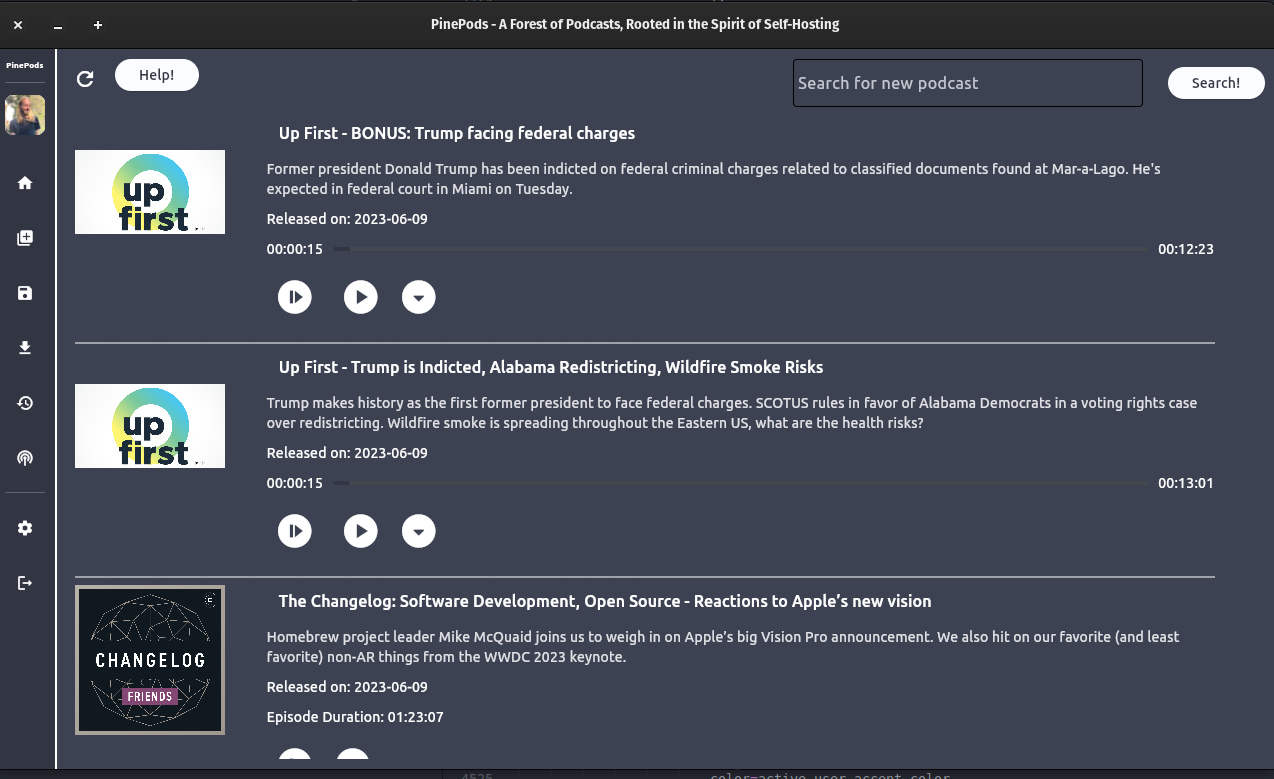 PinePods - A Forest of Podcasts, Rooted in the Spirit of Self-Hosting
PinePods
Help!
Search for new podcast
Search!
Up First - BONUS: Trump facing federal charges
up
first
Former president Donald Trump has been indicted on federal criminal charges related to classified documents found at Mar-a-Lago. He's
expected in federal court in Miami on Tuesday.
Released on: 2023-06-09
00:00:15
00:12:23
Up First - Trump is Indicted, Alabama Redistricting, Wildfire Smoke Risks
up
first
Trump makes history as the first former president to face federal charges. SCOTUS rules in favor of Alabama Democrats in a voting rights case
over redistricting. Wildfire smoke is spreading throughout the Eastern US, what are the health risks?
Released on: 2023-06-09
00:00:15
00:13:01
The Changelog: Software Development, Open Source - Reactions to Apple’s new vision
CHANGELOG
FRIENDS
Homebrew project leader Mike McQuaid joins us to weigh in on Apple’s big Vision Pro announcement. We also hit on our favorite (and least
favorite) non-AR things from the WWDC 2023 keynote.
Released on: 2023-06-09
Episode Duration: 01:23:07
4525
color=active_user.accent_color